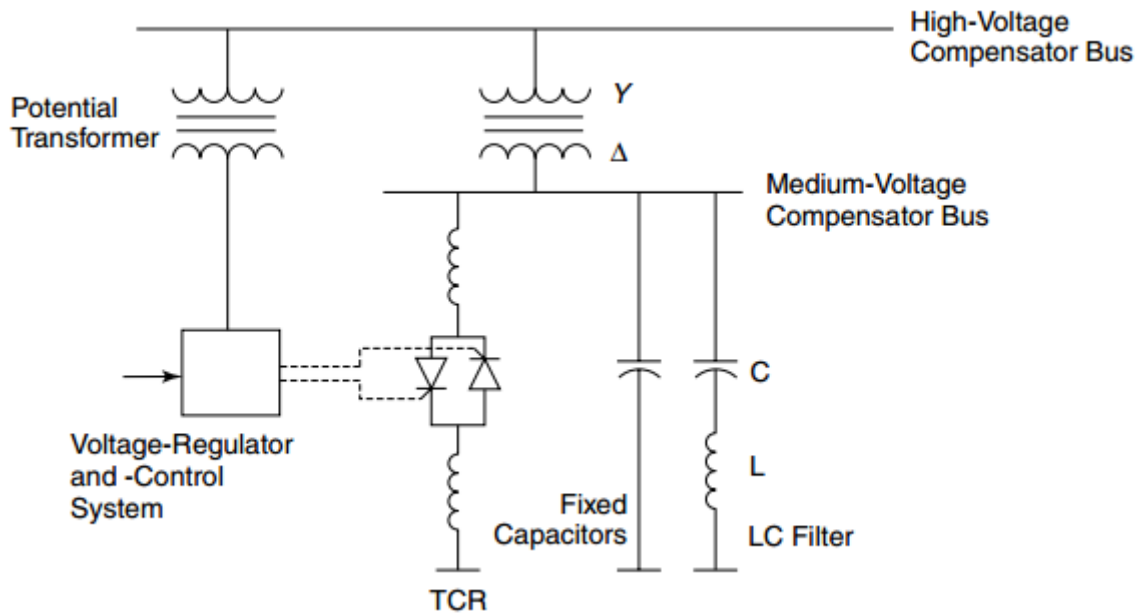 High-Voltage
Compensator Bus
Potential
Transformer
Y
Δ
Medium-Voltage
Compensator Bus
Voltage-Regulator
and -Control
System
C
L
Fixed
Capacitors
LC Filter
TCR